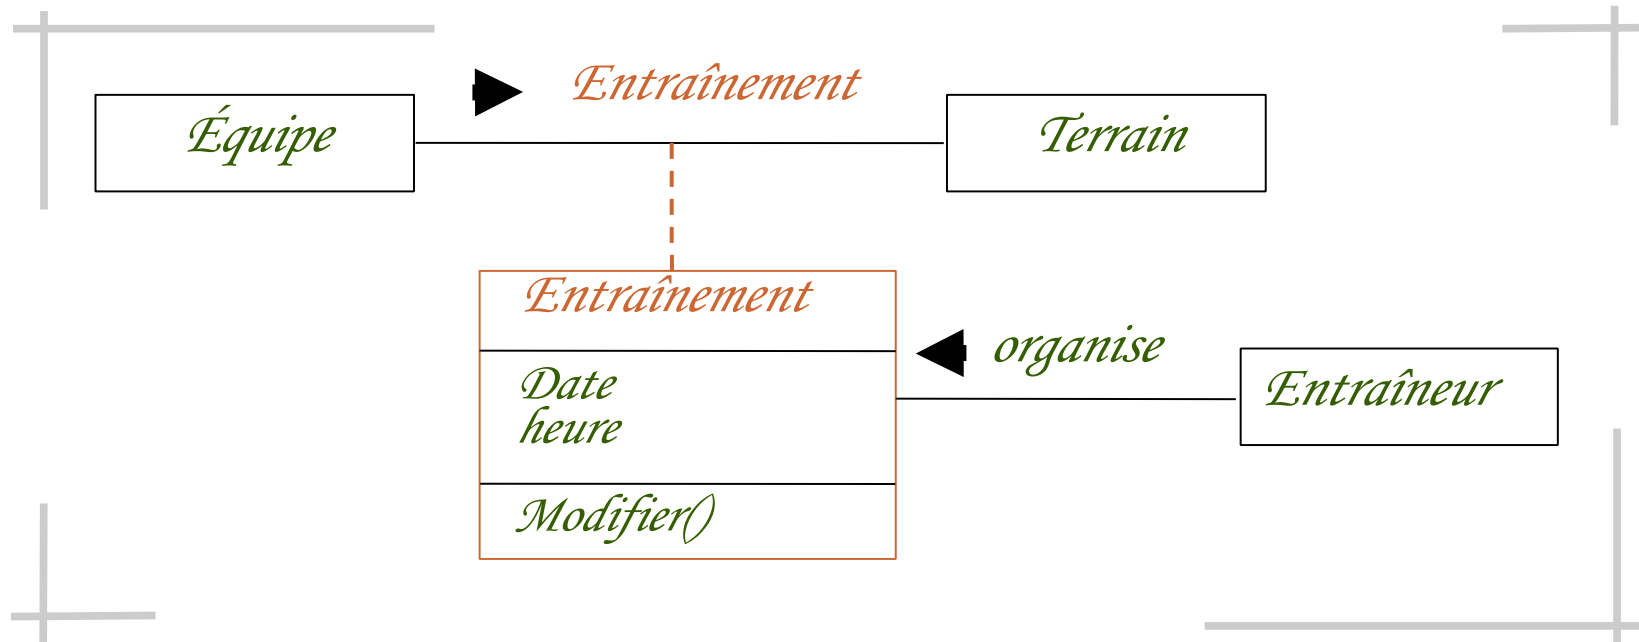 Entraînement
Équipe
Terrain
Entraînement
organise
Date
heure
Entraîneur
Modifier()